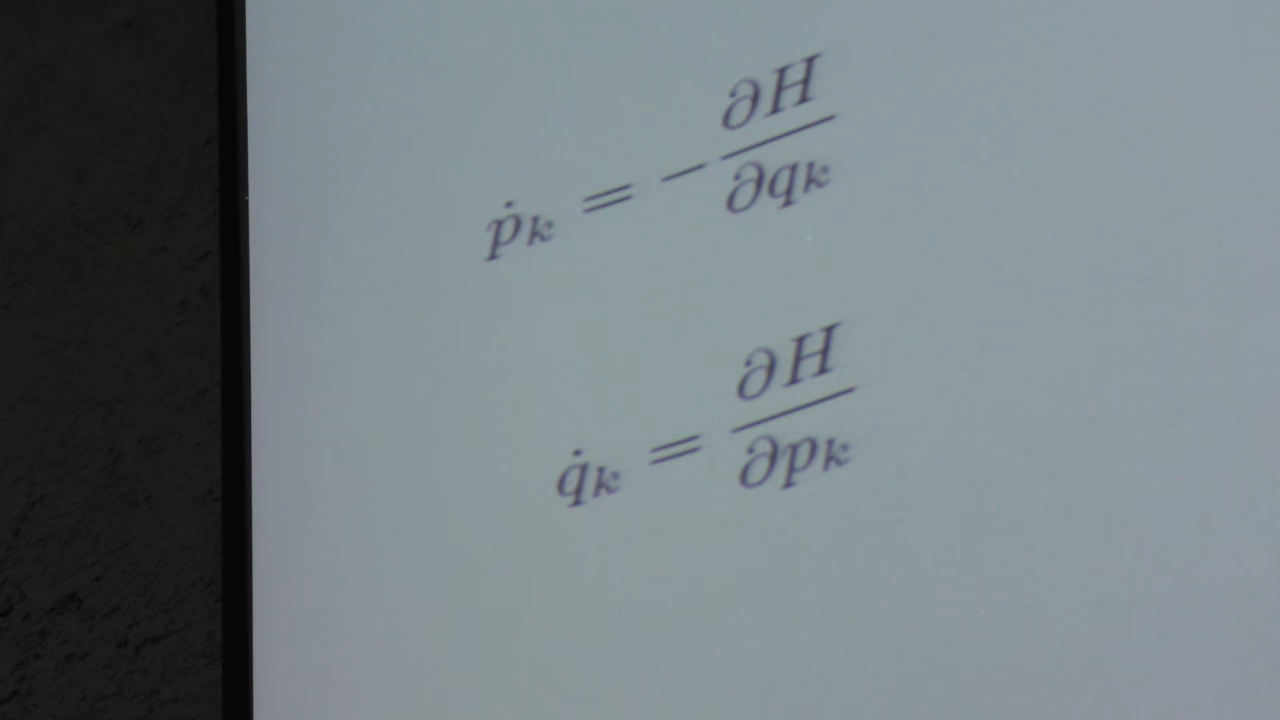 ṗₖ = −∂H/∂qₖ
q̇ₖ = ∂H/∂pₖ